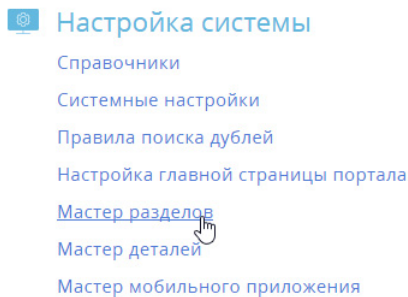 Настройка системы
Справочники
Системные настройки
Правила поиска дублей
Настройка главной страницы портала
Мастер разделов
Мастер деталей
Мастер мобильного приложения